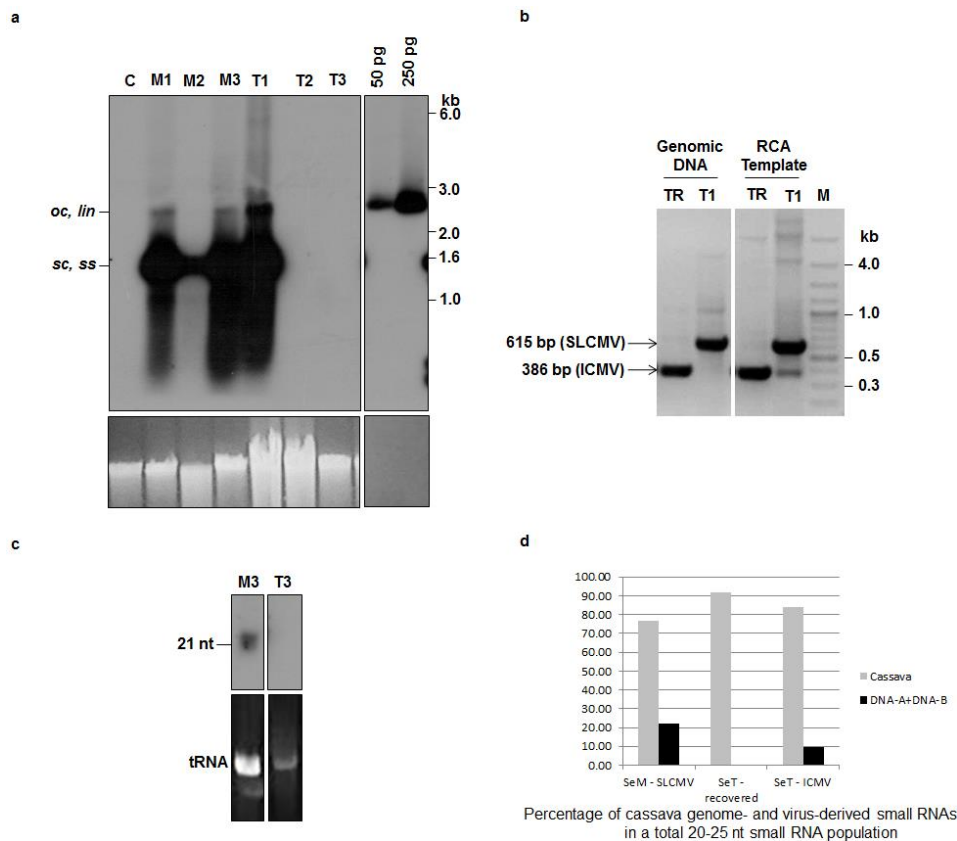 a
C M1 M2 M3 T1 T2 T3 50 pg 250 pg
kb
6.0
3.0
oc, lin
2.0
1.6
sc, ss
1.0
b
Genomic DNA
RCA Template
TR T1 TR T1 M
kb
4.0
1.0
615 bp (SLCMV)
0.5
386 bp (ICMV)
0.3
c
M3 T3
21 nt
tRNA
d
100.00
90.00
80.00
70.00
60.00
50.00
40.00
30.00
20.00
10.00
0.00
Cassava
DNA-A+DNA-B
SeM - SLCMV
SeT - recovered
SeT - ICMV
Percentage of cassava genome- and virus-derived small RNAs
in a total 20-25 nt small RNA population